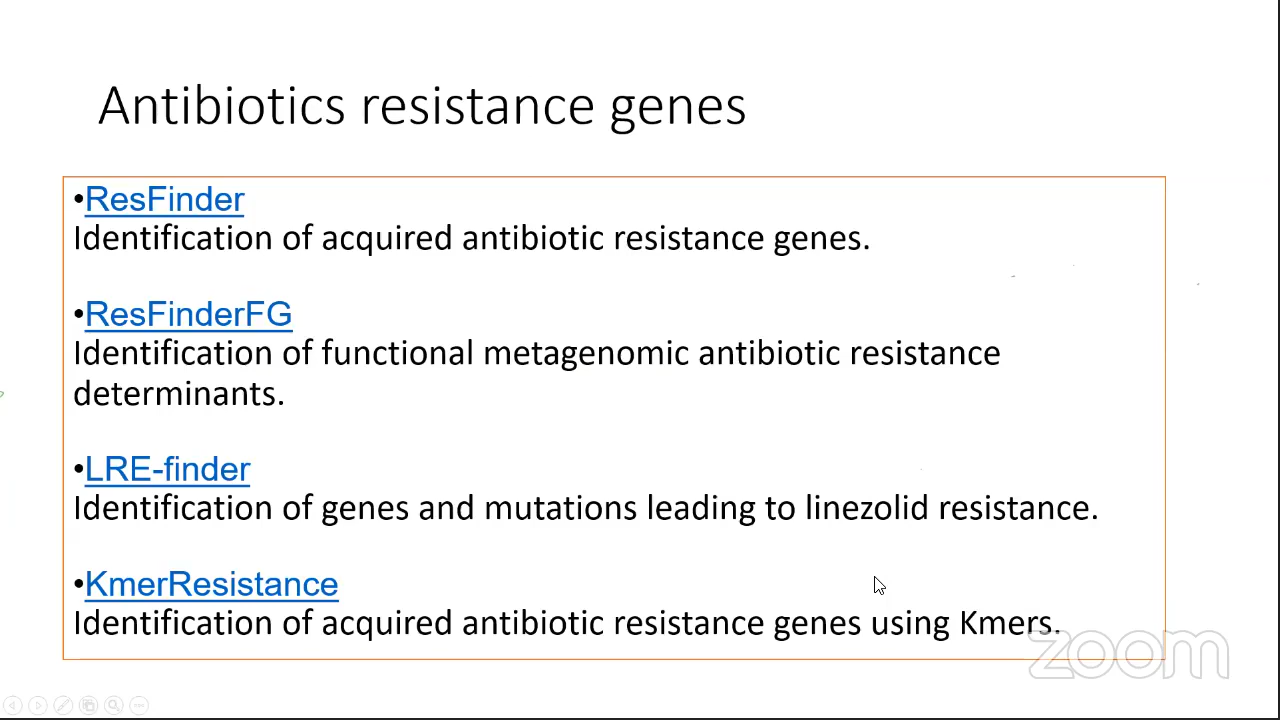 Antibiotics resistance genes
•ResFinder
Identification of acquired antibiotic resistance genes.
•ResFinderFG
Identification of functional metagenomic antibiotic resistance
determinants.
•LRE-finder
Identification of genes and mutations leading to linezolid resistance.
•KmerResistance
Identification of acquired antibiotic resistance genes using Kmers.
zoom